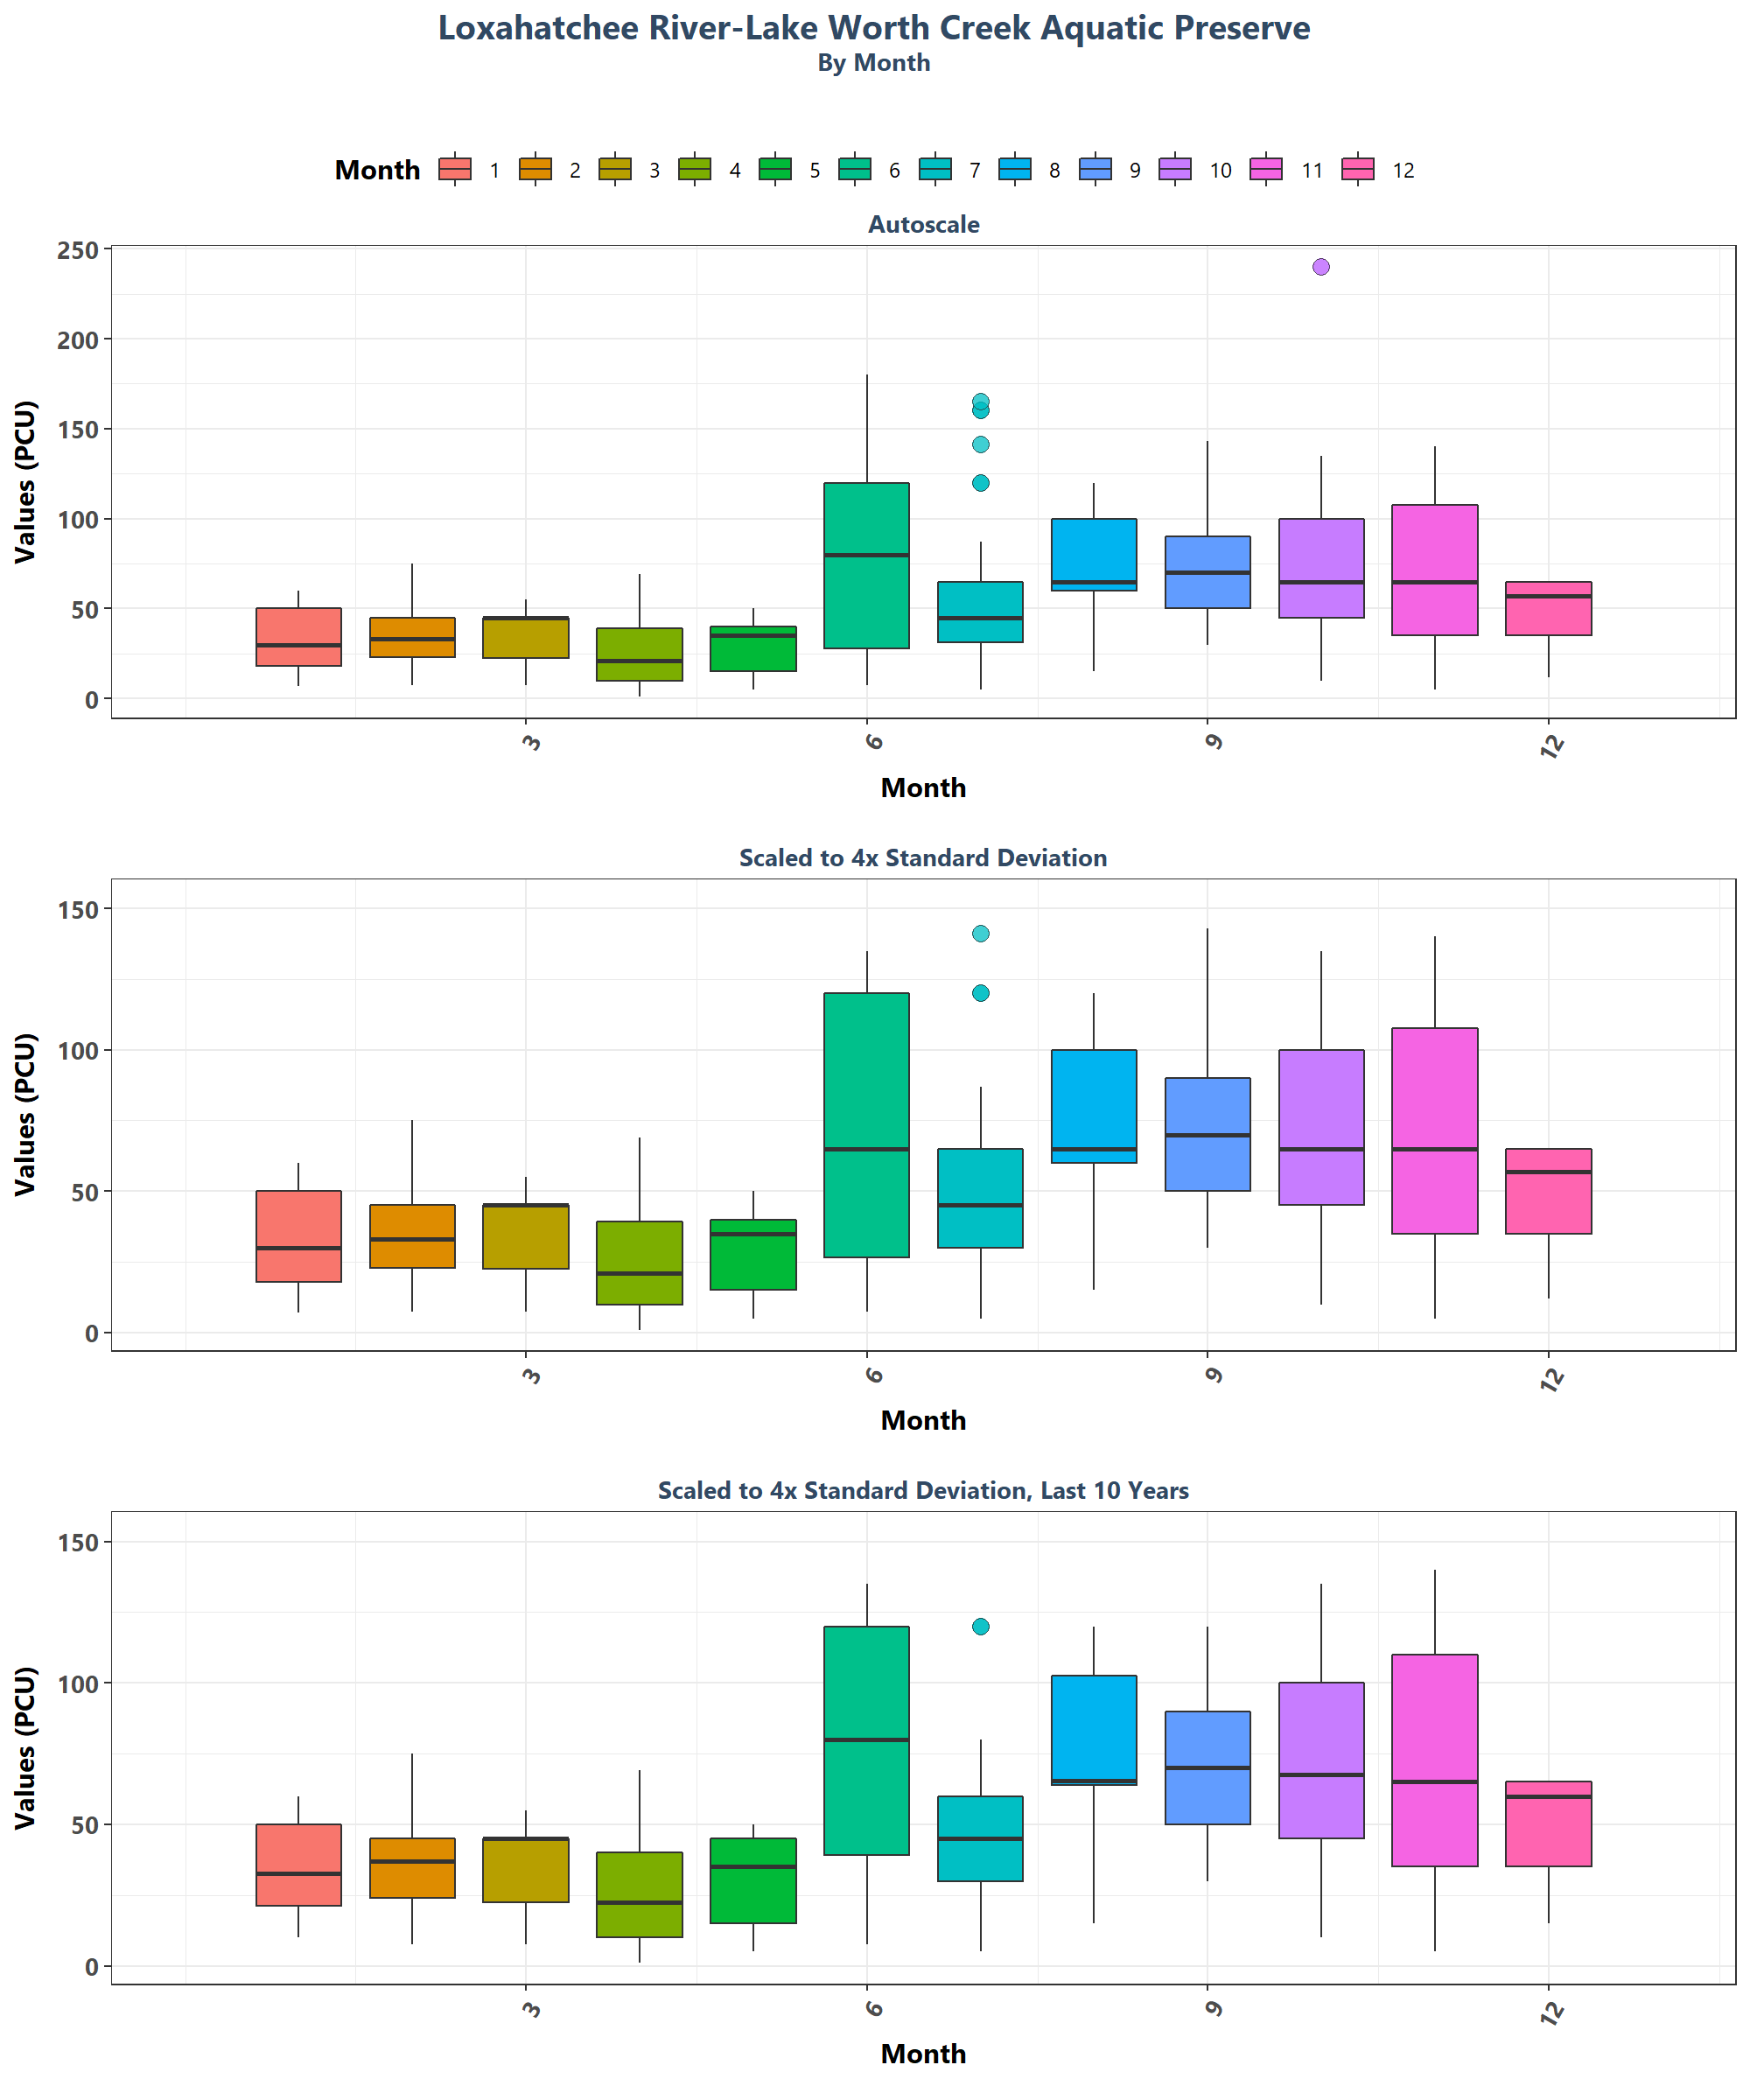 Loxahatchee River-Lake Worth Creek Aquatic Preserve
By Month
Month 1 2 3 4 5 6 7 8 9 10 11 12
Autoscale
Values (PCU)
250
200
150
100
50
0
3 6 9 12
Month
Scaled to 4x Standard Deviation
Values (PCU)
150
100
50
0
3 6 9 12
Month
Scaled to 4x Standard Deviation, Last 10 Years
Values (PCU)
150
100
50
0
3 6 9 12
Month